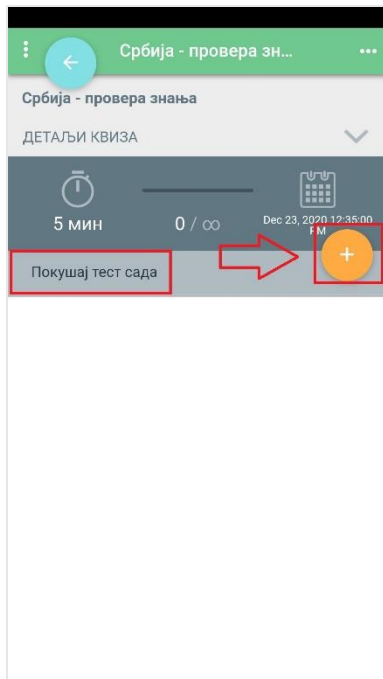 Србија - провера зн...
Србија - провера знања
ДЕТАЉИ КВИЗА
5 мин
0 / ∞
Dec 23, 2020 12:35:00
PM
Покушај тест сада